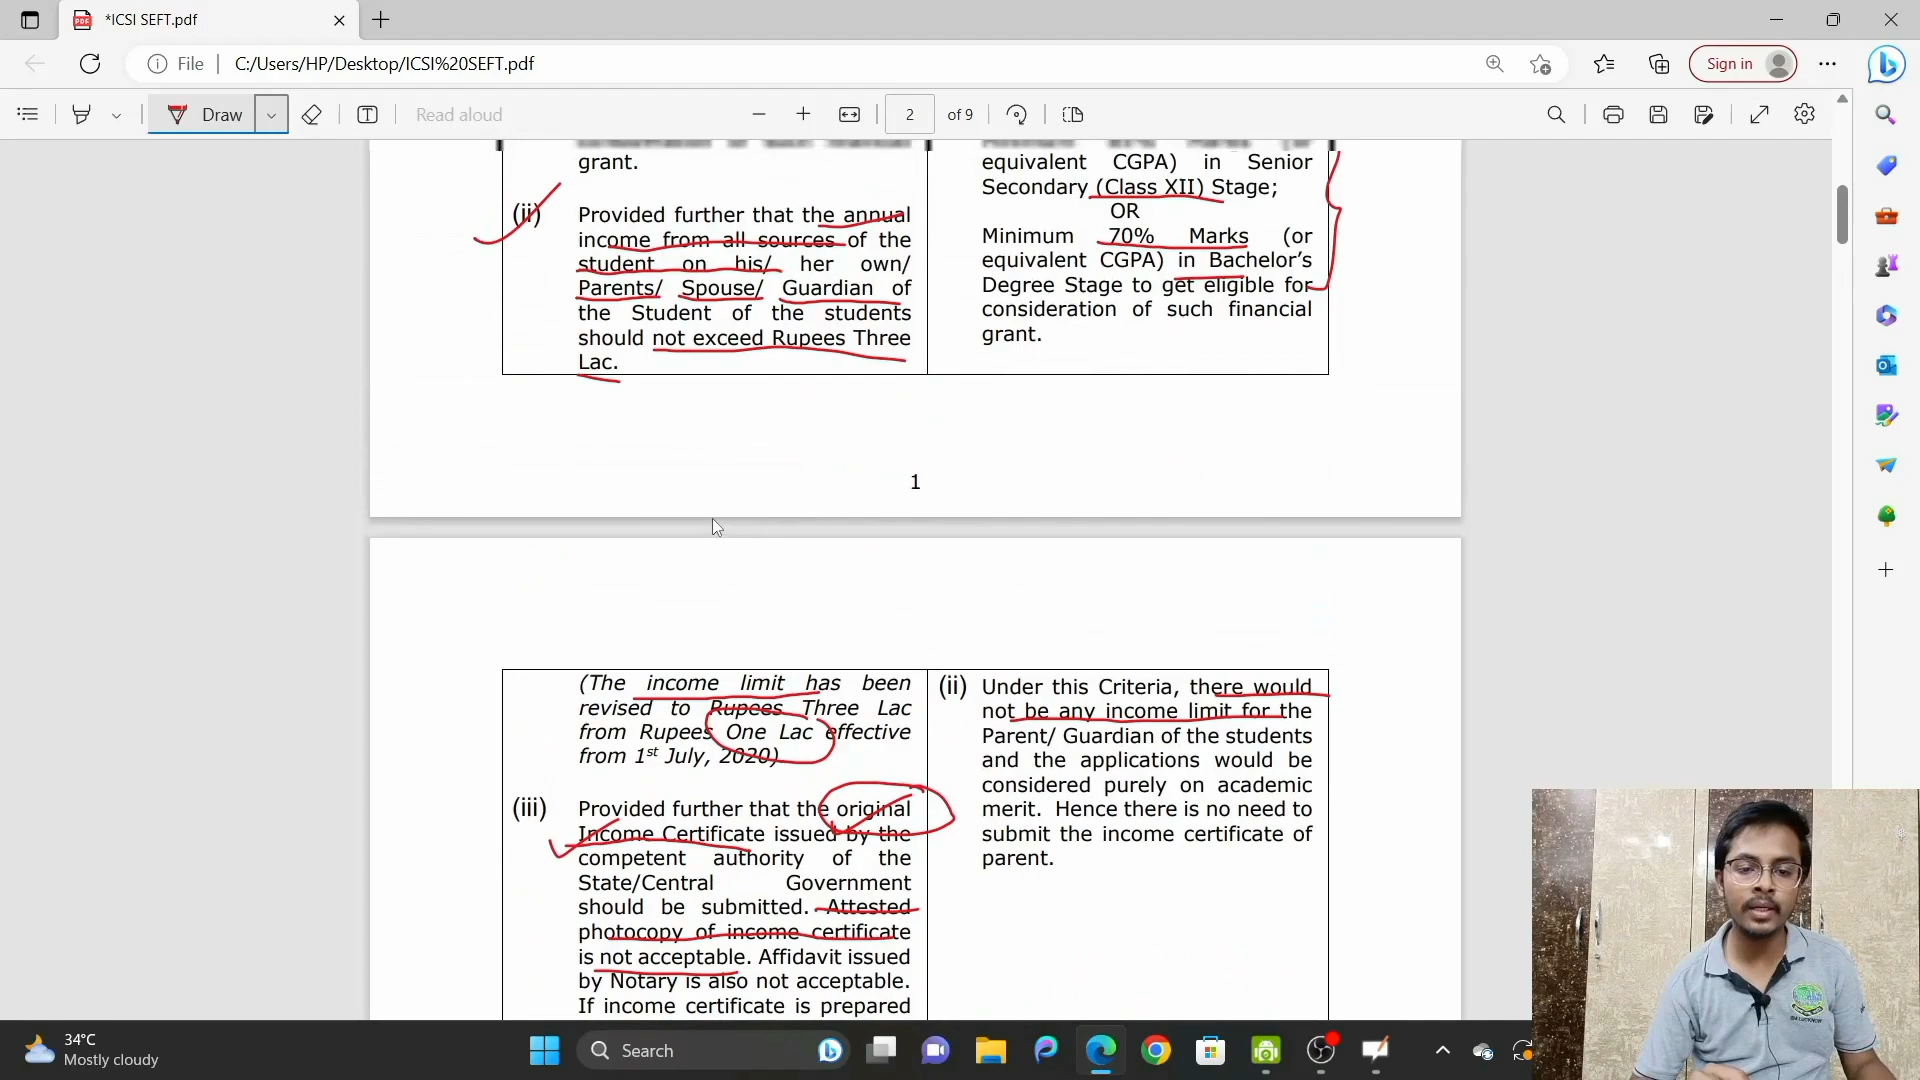 *ICSI SEFT.pdf
File
C:/Users/HP/Desktop/ICSI%20SEFT.pdf
Sign in
Draw
Read aloud
2 of 9
grant.
(ii) Provided further that the annual
income from all sources of the
student on his/ her own/
Parents/ Spouse/ Guardian of
the Student of the students
should not exceed Rupees Three
Lac.
equivalent CGPA) in Senior
Secondary (Class XII) Stage;
OR
Minimum 70% Marks (or
equivalent CGPA) in Bachelor's
Degree Stage to get eligible for
consideration of such financial
grant.
1
(The income limit has been
revised to Rupees Three Lac
from Rupees One Lac effective
from 1st July, 2020)
(iii) Provided further that the original
Income Certificate issued by the
competent authority of the
State/Central Government
should be submitted. Attested
photocopy of income certificate
is not acceptable. Affidavit issued
by Notary is also not acceptable.
If income certificate is prepared
(ii) Under this Criteria, there would
not be any income limit for the
Parent/ Guardian of the students
and the applications would be
considered purely on academic
merit. Hence there is no need to
submit the income certificate of
parent.
34°C
Mostly cloudy
Search